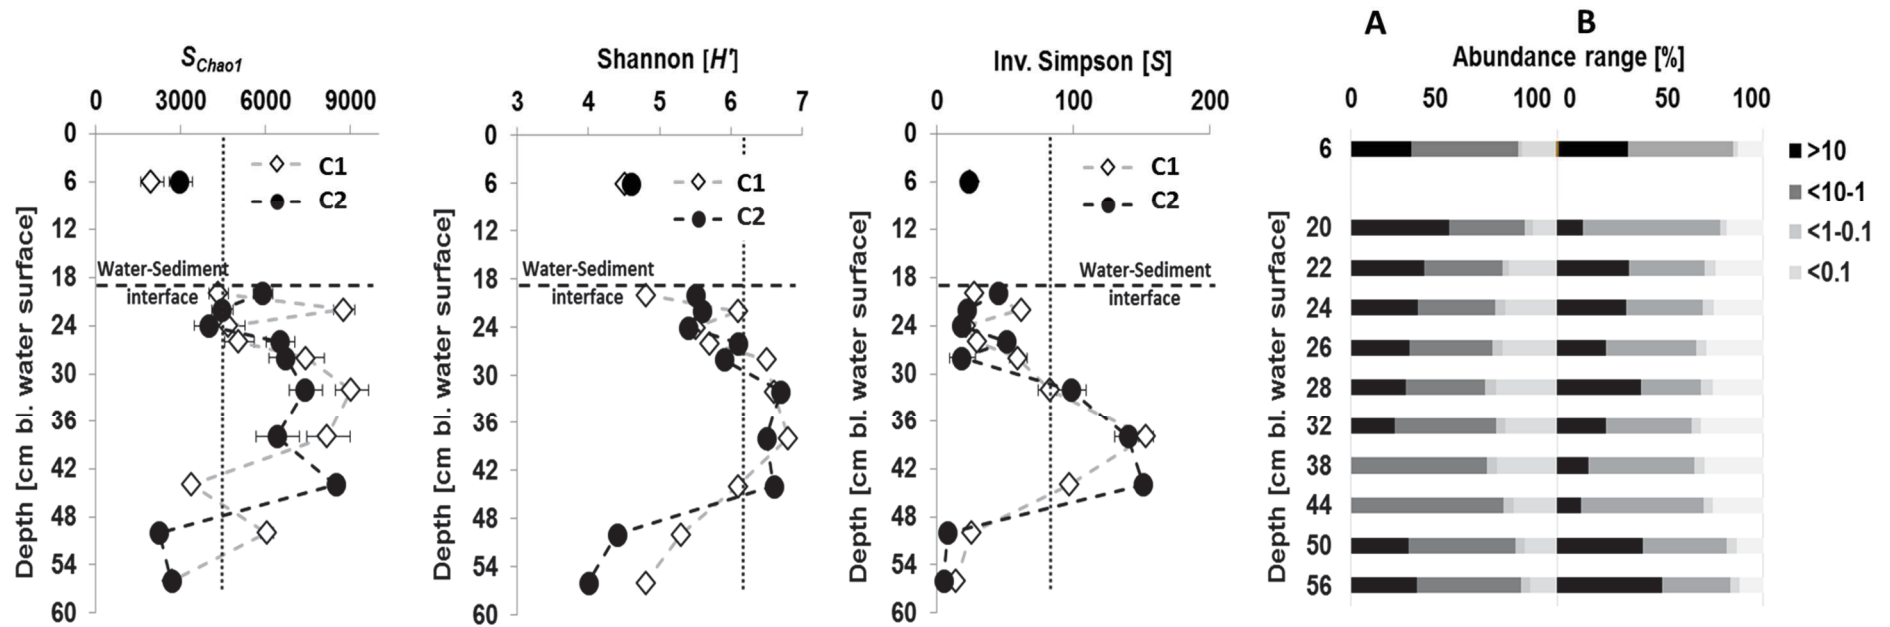 A B
S_Chao1 Shannon [H'] Inv. Simpson [S] Abundance range [%]
0 3000 6000 9000 3 4 5 6 7 0 100 200 0 50 100 0 50 100
Depth [cm bl. water surface]
0
6
12
18
24
30
36
42
48
54
60
C1
C2
Water-Sediment
interface
Depth [cm bl. water surface]
0
6
12
18
24
30
36
42
48
54
60
C1
C2
Water-Sediment
interface
Depth [cm bl. water surface]
0
6
12
18
24
30
36
42
48
54
60
C1
C2
Water-Sediment
interface
Depth [cm bl. water surface]
6
20
22
24
26
28
32
38
44
50
56
>10
<10-1
<1-0.1
<0.1